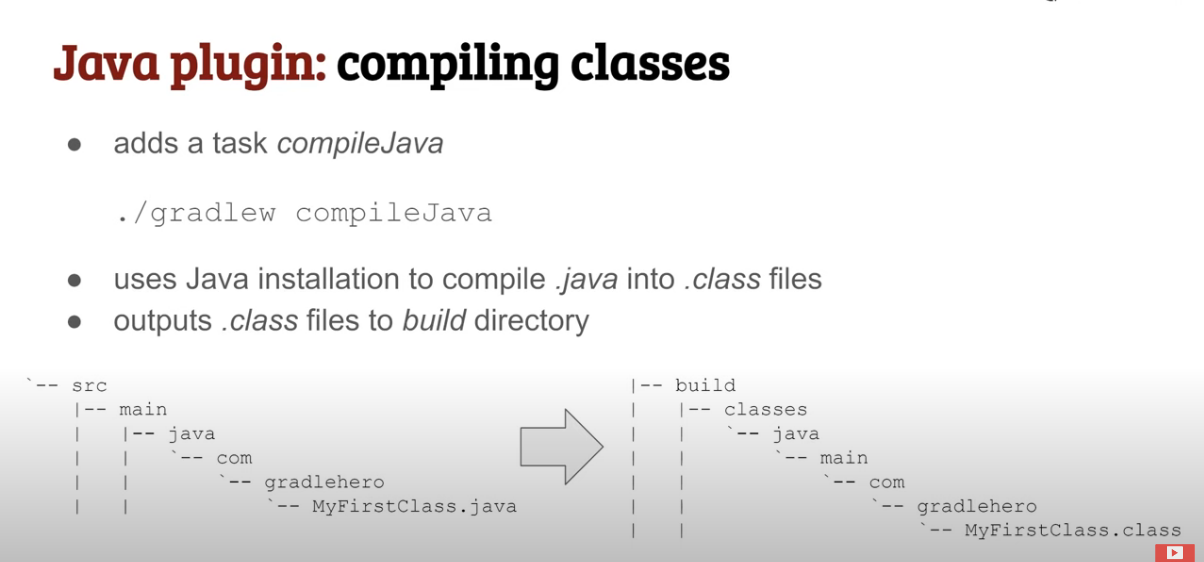 Java plugin: compiling classes
● adds a task compileJava
./gradlew compileJava
● uses Java installation to compile .java into .class files
● outputs .class files to build directory
`-- src
    |-- main
    |   |-- java
    |   |   `-- com
    |   |       `-- gradlehero
    |   |           `-- MyFirstClass.java
|-- build
|   |-- classes
|   |   `-- java
|   |       `-- main
|   |           `-- com
|   |               `-- gradlehero
|   |                   `-- MyFirstClass.class